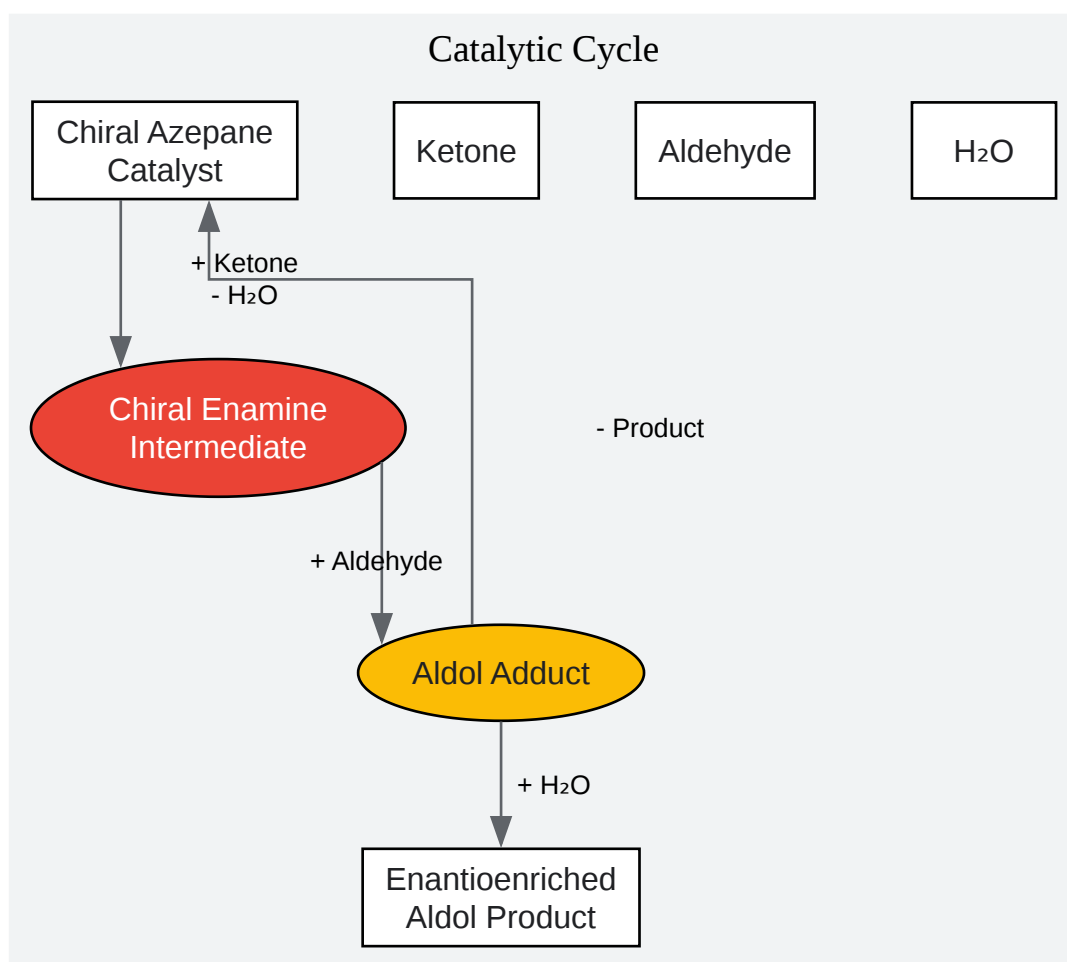 Catalytic Cycle
Chiral Azepane
Catalyst
Ketone
Aldehyde
H₂O
+ Ketone
- H₂O
Chiral Enamine
Intermediate
- Product
+ Aldehyde
Aldol Adduct
+ H₂O
Enantioenriched
Aldol Product